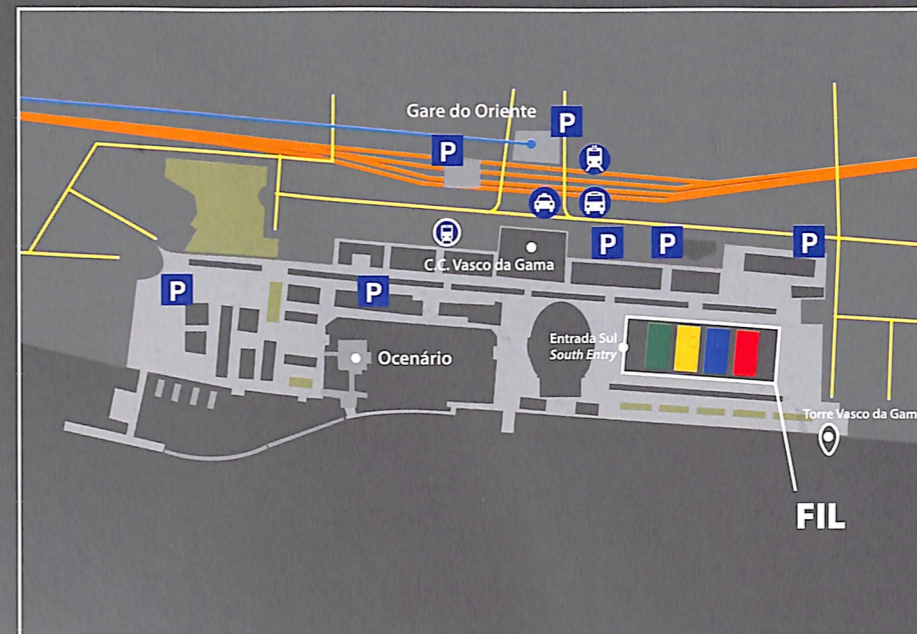 Gare do Oriente
P
P
P
P
P
C.C. Vasco da Gama
P
P
Entrada Sul
South Entry
Ocenário
Torre Vasco da Gam
FIL